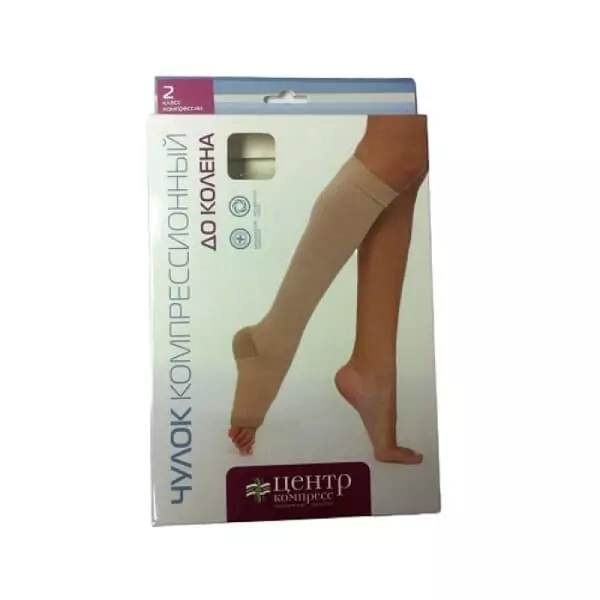 2
класс
компрессии
ЧУЛОК КОМПРЕССИОННЫЙ
ДО КОЛЕНА
ЦЕНТР
КОМПРЕСС